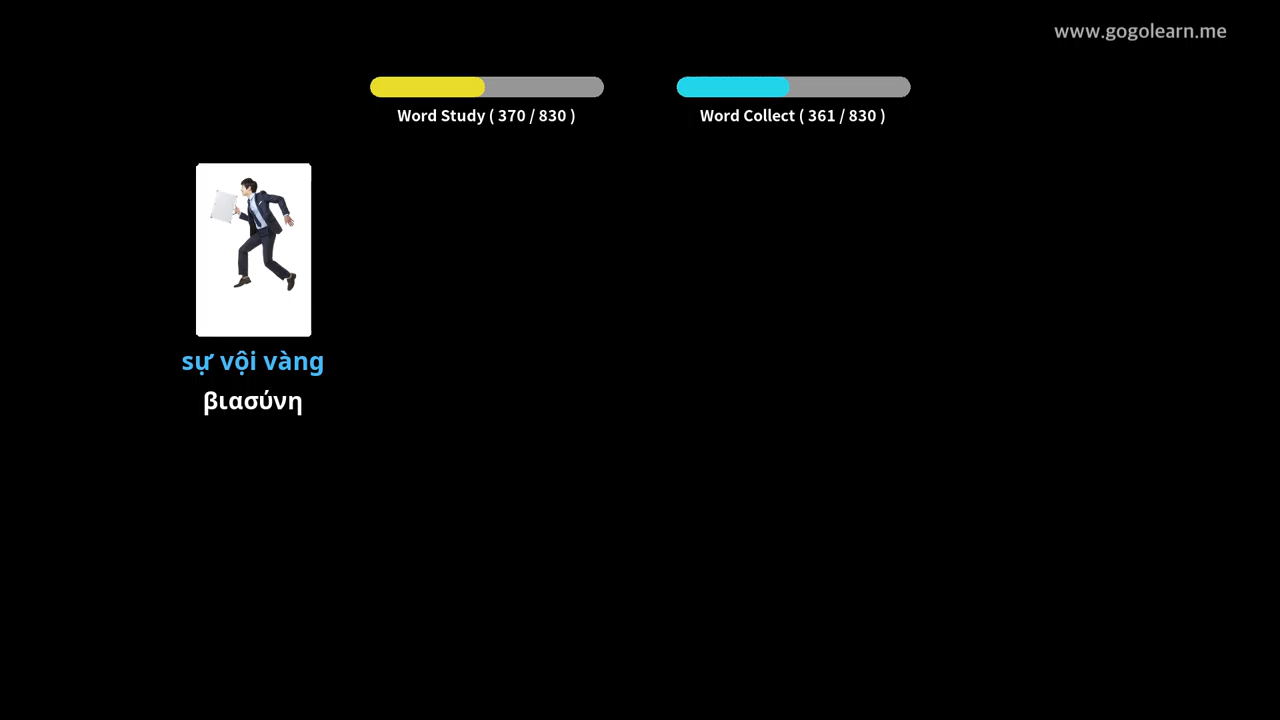 www.gogolearn.me
Word Study ( 370 / 830 )
Word Collect ( 361 / 830 )
sự vội vàng
βιασύνη